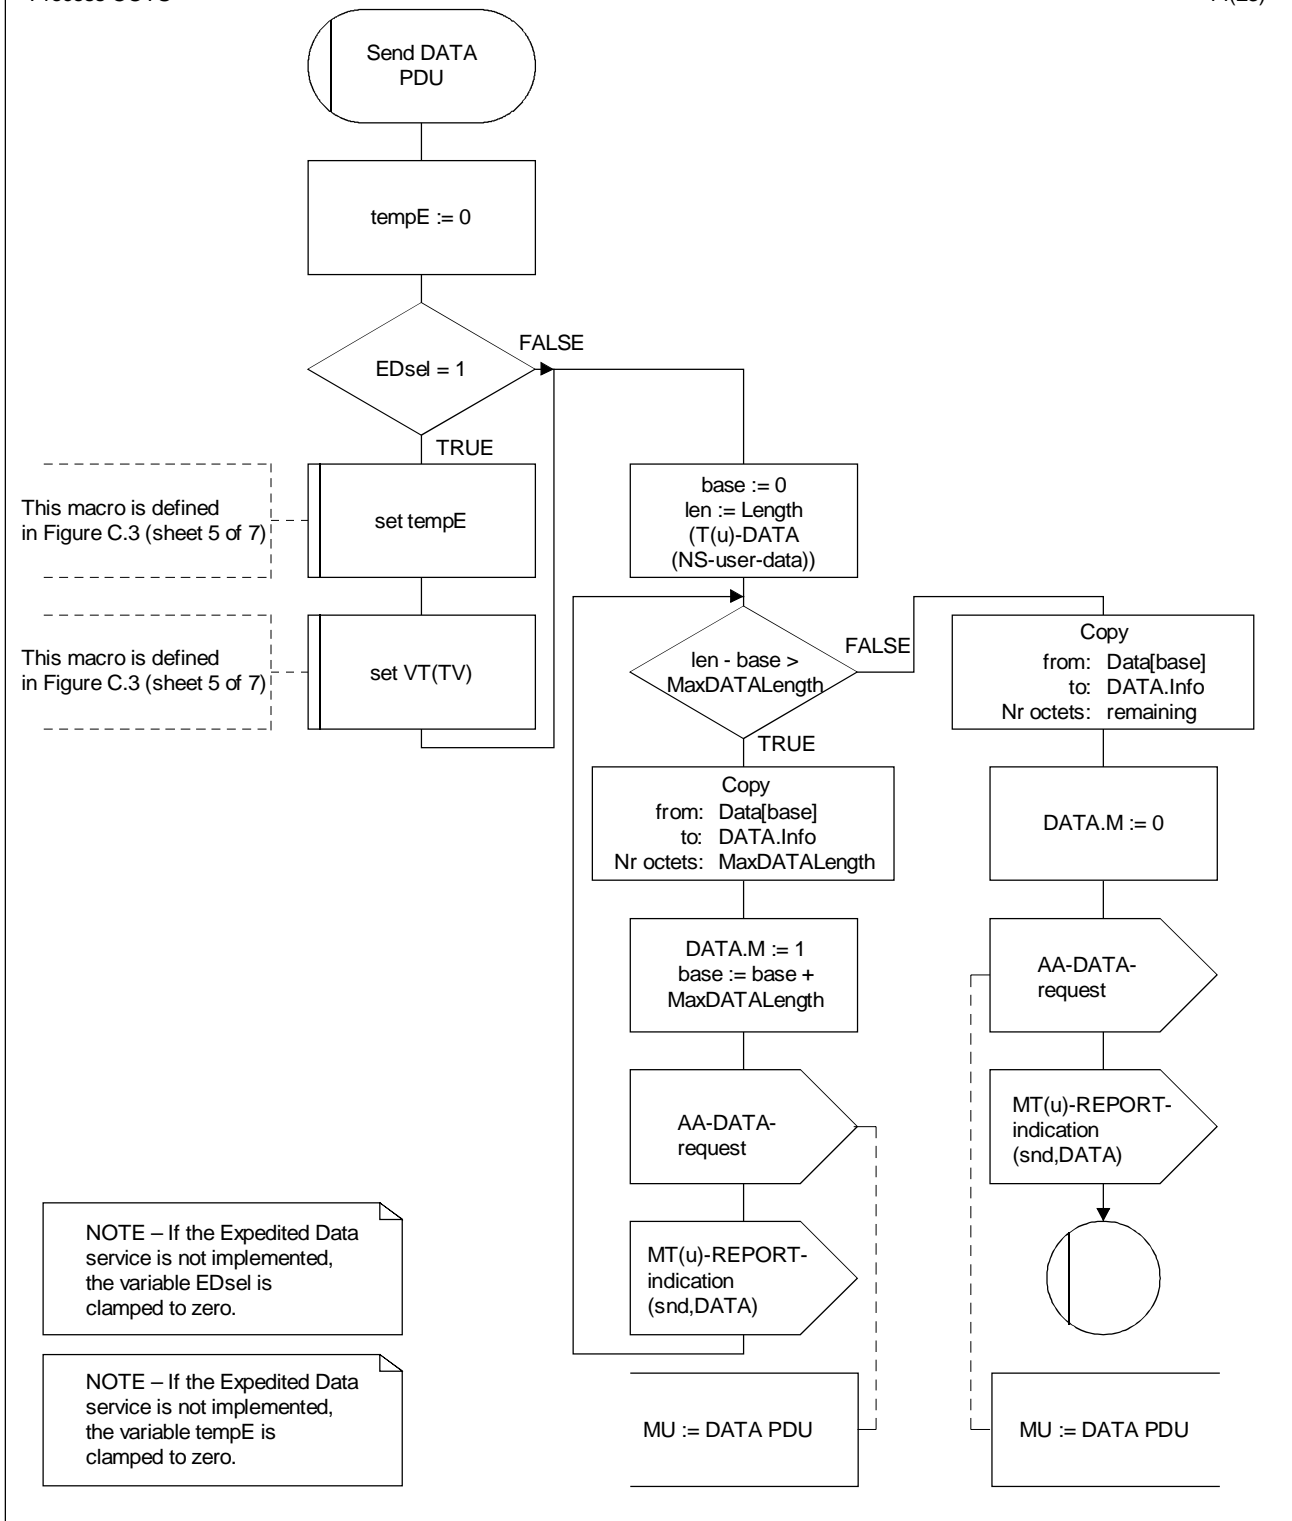 Send DATA
PDU
tempE := 0
EDsel = 1
FALSE
TRUE
This macro is defined
in Figure C.3 (sheet 5 of 7)
set tempE
base := 0
len := Length
(T(u)-DATA
(NS-user-data))
This macro is defined
in Figure C.3 (sheet 5 of 7)
set VT(TV)
len - base >
MaxDATALength
FALSE
TRUE
Copy
from: Data[base]
to: DATA.Info
Nr octets: remaining
Copy
from: Data[base]
to: DATA.Info
Nr octets: MaxDATALength
DATA.M := 0
DATA.M := 1
base := base +
MaxDATALength
AA-DATA-
request
AA-DATA-
request
MT(u)-REPORT-
indication
(snd,DATA)
MT(u)-REPORT-
indication
(snd,DATA)
NOTE – If the Expedited Data
service is not implemented,
the variable EDsel is
clamped to zero.
NOTE – If the Expedited Data
service is not implemented,
the variable tempE is
clamped to zero.
MU := DATA PDU
MU := DATA PDU